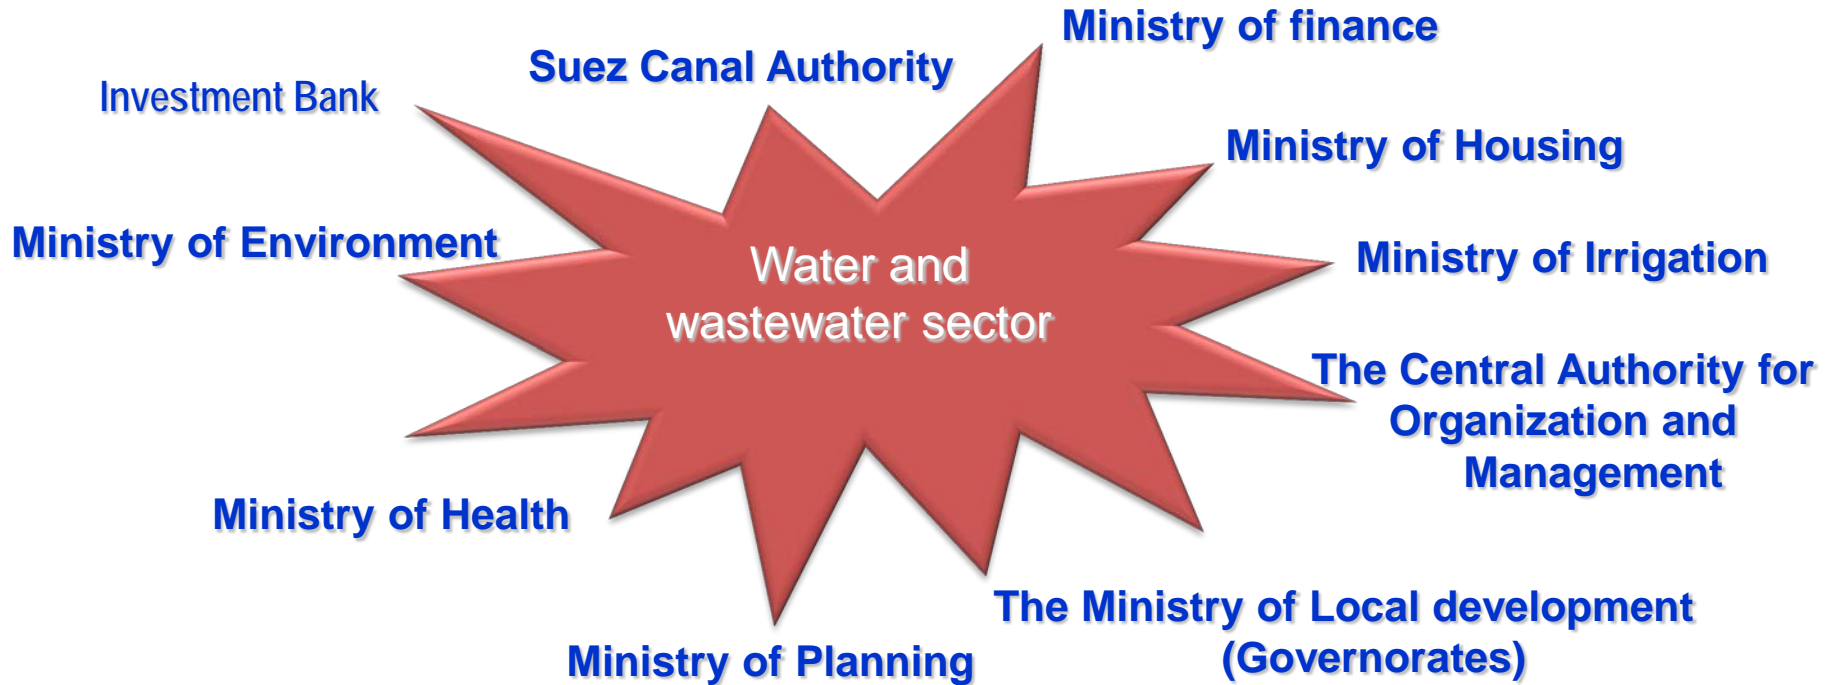 Ministry of finance
Suez Canal Authority
Investment Bank
Ministry of Housing
Ministry of Environment
Water and
wastewater sector
Ministry of Irrigation
The Central Authority for
Organization and
Management
Ministry of Health
The Ministry of Local development
(Governorates)
Ministry of Planning